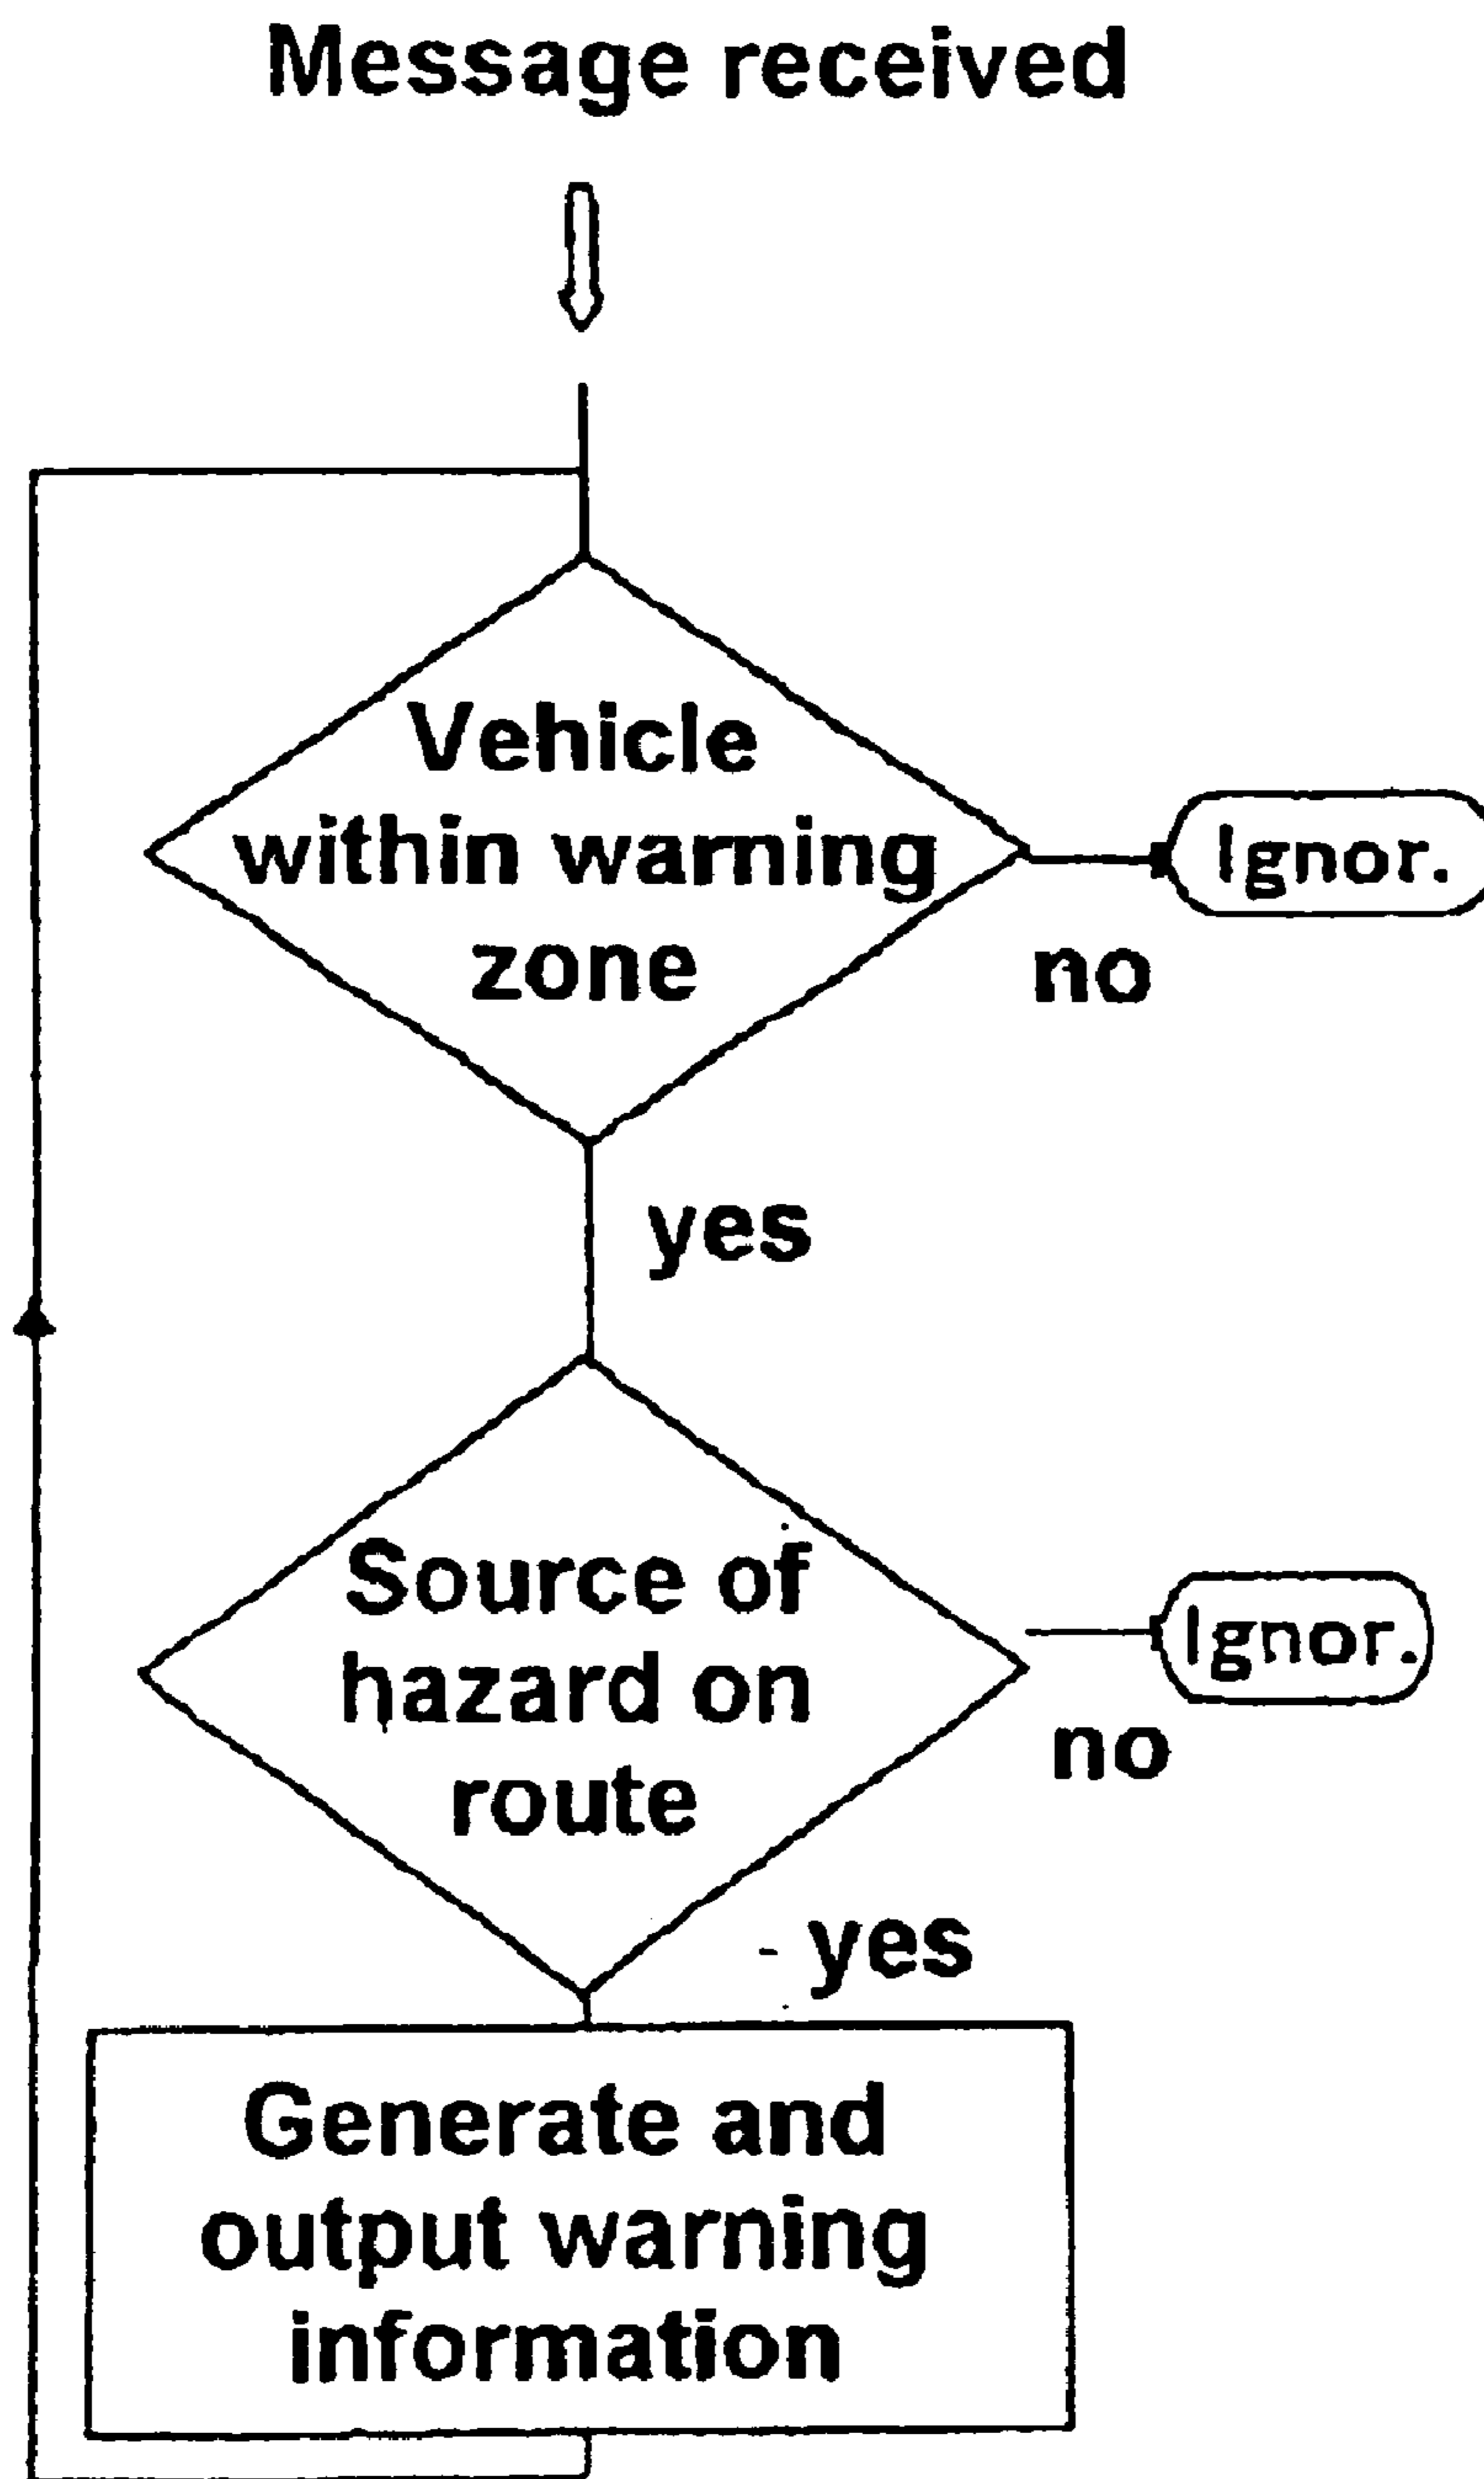 Message received
Vehicle
within warning
zone
Ignor.
no
yes
Source of
hazard on
route
Ignor.
no
yes
Generate and
output warning
information